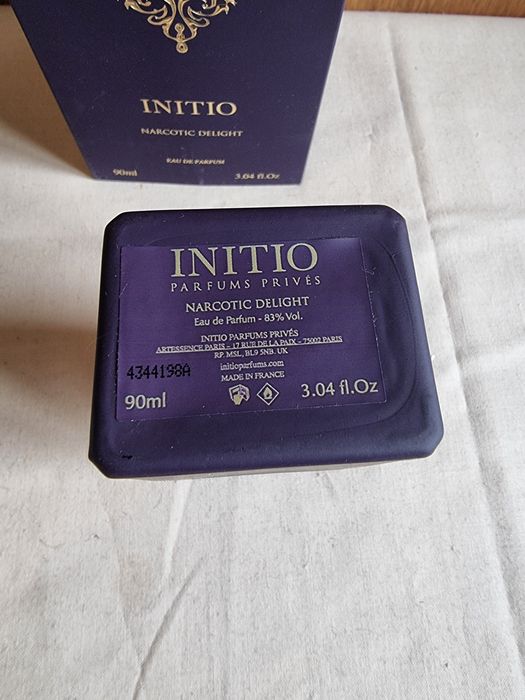 INITIO
NARCOTIC DELIGHT
EAU DE PARFUM
90ml 3.04 fl.Oz
INITIO
PARFUMS PRIVÉS
NARCOTIC DELIGHT
Eau de Parfum - 83% Vol.
INITIO PARFUMS PRIVÉS
ARTESSENCE PARIS - 17 RUE DE LA PAIX - 75002 PARIS
RP. MSL, BL9 5NB. UK
initioparfums.com
MADE IN FRANCE
4344198A
90ml 3.04 fl.Oz